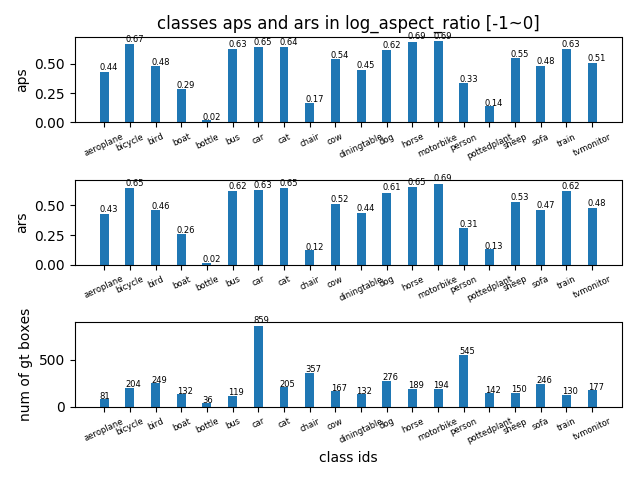 classes aps and ars in log_aspect_ratio [-1~0]
aps
0.50
0.25
0.00
0.44 0.67 0.48 0.29 0.02 0.63 0.65 0.64 0.17 0.54 0.45 0.62 0.69 0.69 0.33 0.14 0.55 0.48 0.63 0.51
aeroplane bicycle bird boat bottle bus car cat chair cow diningtable dog horse motorbike person pottedplant sheep sofa train tvmonitor
ars
0.50
0.25
0.00
0.43 0.65 0.46 0.26 0.02 0.62 0.63 0.65 0.12 0.52 0.44 0.61 0.65 0.69 0.31 0.13 0.53 0.47 0.62 0.48
aeroplane bicycle bird boat bottle bus car cat chair cow diningtable dog horse motorbike person pottedplant sheep sofa train tvmonitor
num of gt boxes
500
0
81 204 249 132 36 119 859 205 357 167 132 276 189 194 545 142 150 246 130 177
aeroplane bicycle bird boat bottle bus car cat chair cow diningtable dog horse motorbike person pottedplant sheep sofa train tvmonitor
class ids